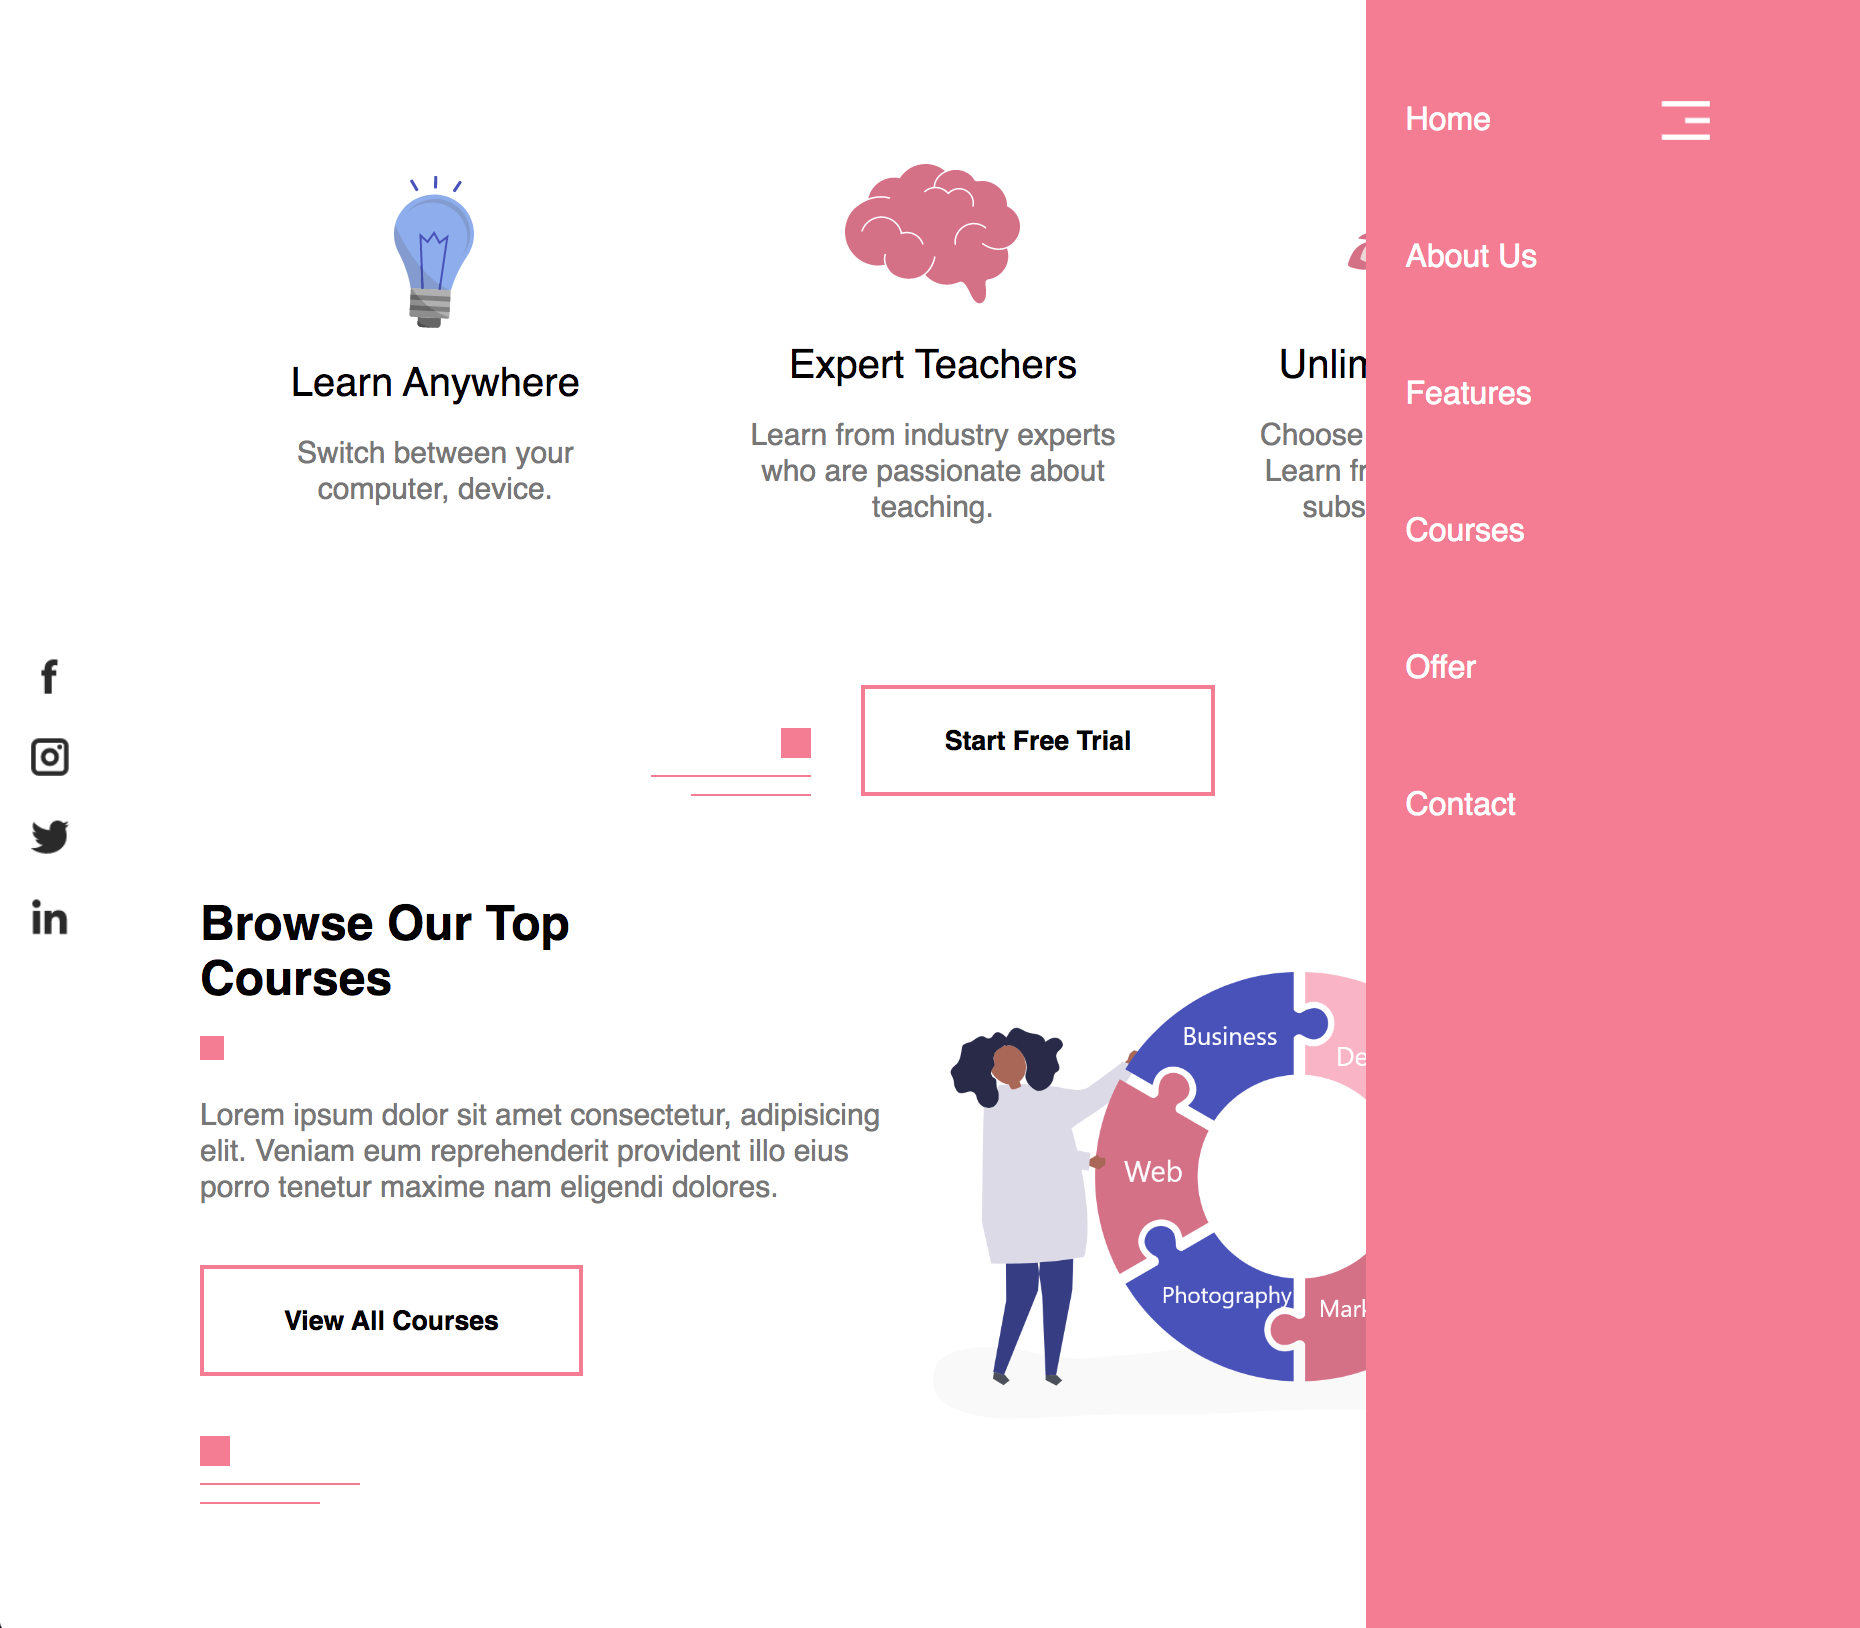 Learn Anywhere
Switch between your
computer, device.
Expert Teachers
Learn from industry experts
who are passionate about
teaching.
Unlim
Choose
Learn fr
subs
Start Free Trial
Browse Our Top
Courses
Lorem ipsum dolor sit amet consectetur, adipisicing
elit. Veniam eum reprehenderit provident illo eius
porro tenetur maxime nam eligendi dolores.
View All Courses
Business
De
Web
Photography
Mark
Home
About Us
Features
Courses
Offer
Contact